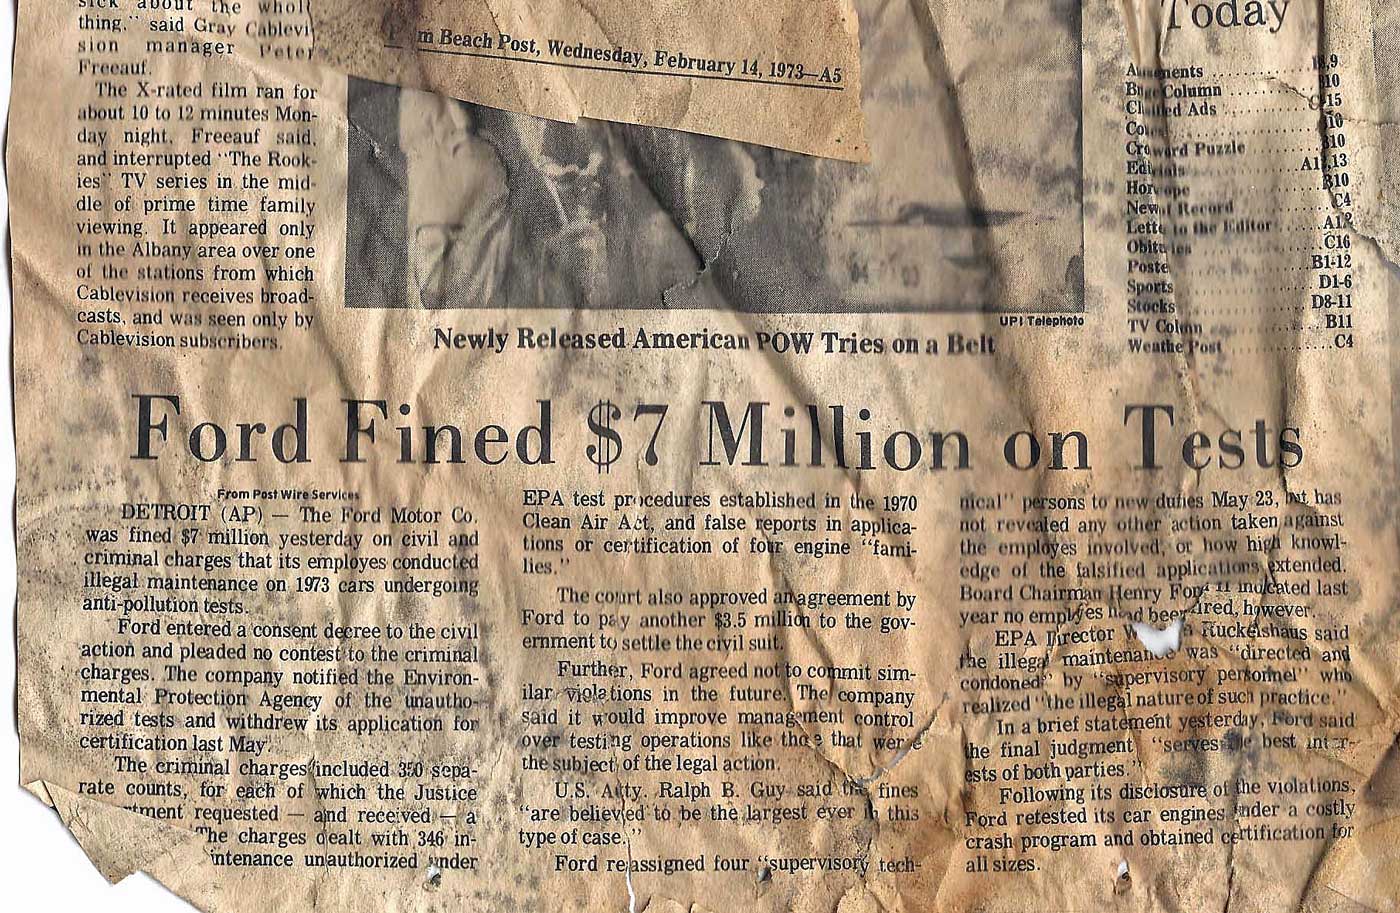 sick about the whole
thing," said Gray Cablevi-
sion manager Peter
Freeauf.
The X-rated film ran for
about 10 to 12 minutes Mon-
day night, Freeauf said,
and interrupted "The Rook-
ies" TV series in the mid-
dle of prime time family
viewing. It appeared only
in the Albany area over one
of the stations from which
Cablevision receives broad-
casts, and was seen only by
Cablevision subscribers.
m Beach Post, Wednesday, February 14, 1973—A5
UPI Telephoto
Newly Released American POW Tries on a Belt
Today
Column
Ads
Puzzle
B10
C4
to the Editor
C16
B1-12
Sports D1-6
Stocks D8-11
TV Column B11
Post C4
Ford Fined $7 Million on Tests
From Post Wire Services
DETROIT (AP) — The Ford Motor Co.
was fined $7 million yesterday on civil and
criminal charges that its employes conducted
illegal maintenance on 1973 cars undergoing
anti-pollution tests.
Ford entered a consent decree to the civil
action and pleaded no contest to the criminal
charges. The company notified the Environ-
mental Protection Agency of the unautho-
rized tests and withdrew its application for
certification last May.
The criminal charges included 350 sepa-
rate counts, for each of which the Justice
tment requested — and received — a
The charges dealt with 346 in-
intenance unauthorized under
EPA test procedures established in the 1970
Clean Air Act, and false reports in applica-
tions or certification of four engine "fami-
lies."
The court also approved an agreement by
Ford to pay another $3.5 million to the gov-
ernment to settle the civil suit.
Further, Ford agreed not to commit sim-
ilar violations in the future. The company
said it would improve management control
over testing operations like those that were
the subject of the legal action.
U.S. Atty. Ralph B. Guy said the fines
"are believed to be the largest ever in this
type of case."
Ford reassigned four "supervisory tech-
nical" persons to new duties May 23, but has
not revealed any other action taken against
the employes involved, or how high knowl-
edge of the falsified applications extended.
Board Chairman Henry Ford II indicated last
year no employes had been fired, however.
EPA Director Ruckelshaus said
the illegal maintenance was "directed and
condoned" by "supervisory personnel" who
realized "the illegal nature of such practice."
In a brief statement yesterday, Ford said
the final judgment "serves the best inter-
ests of both parties."
Following its disclosure of the violations,
Ford retested its car engines under a costly
crash program and obtained certification for
all sizes.